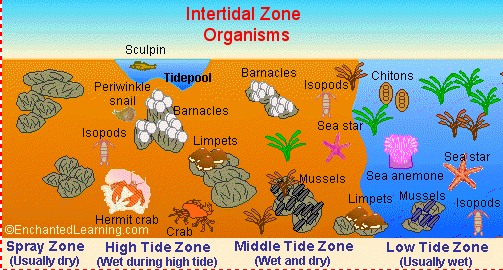 Intertidal Zone
Organisms
Sculpin
Tidepool
Periwinkle
snail
Barnacles
Barnacles
Isopods
Chitons
Isopods
Limpets
Sea star
Sea anemone
Sea star
Mussels
Mussels
Hermit crab
Crab
Limpets
Isopods
©EnchantedLearning.com
Spray Zone
(Usually dry)
High Tide Zone
(Wet during high tide)
Middle Tide Zone
(Wet and dry)
Low Tide Zone
(Usually wet)